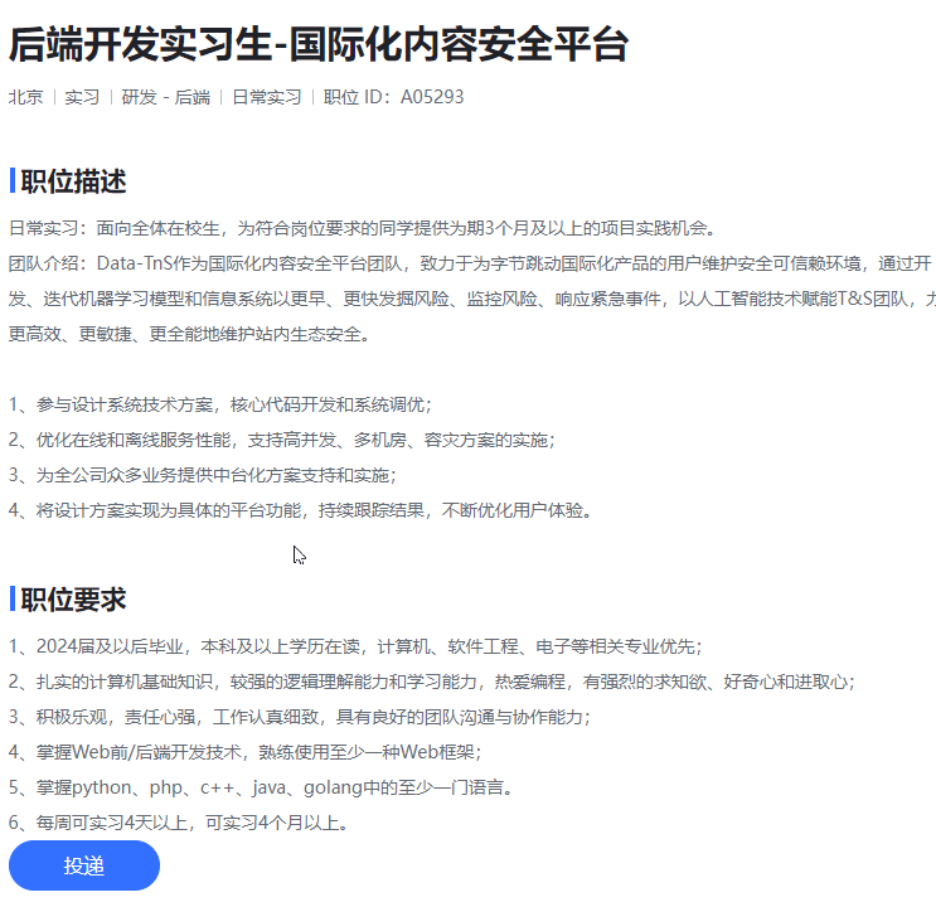 后端开发实习生-国际化内容安全平台
北京 | 实习 | 研发 - 后端 | 日常实习 | 职位 ID：A05293
职位描述
日常实习：面向全体在校生，为符合岗位要求的同学提供为期3个月及以上的项目实践机会。
团队介绍：Data-TnS作为国际化内容安全平台团队，致力于为字节跳动国际化产品的用户维护安全可信赖环境，通过开
发、迭代机器学习模型和信息系统以更早、更快发掘风险、监控风险、响应紧急事件，以人工智能技术赋能T&S团队，
更高效、更敏捷、更全能地维护站内生态安全。
1、参与设计系统技术方案，核心代码开发和系统调优；
2、优化在线和离线服务性能，支持高并发、多机房、容灾方案的实施；
3、为全公司众多业务提供中台化方案支持和实施；
4、将设计方案实现为具体的平台功能，持续跟踪结果，不断优化用户体验。
职位要求
1、2024届及以后毕业，本科及以上学历在读，计算机、软件工程、电子等相关专业优先；
2、扎实的计算机基础知识，较强的逻辑理解能力和学习能力，热爱编程，有强烈的求知欲、好奇心和进取心；
3、积极乐观，责任心强，工作认真细致，具有良好的团队沟通与协作能力；
4、掌握Web前/后端开发技术，熟练使用至少一种Web框架；
5、掌握python、php、c++、java、golang中的至少一门语言。
6、每周可实习4天以上，可实习4个月以上。
投递